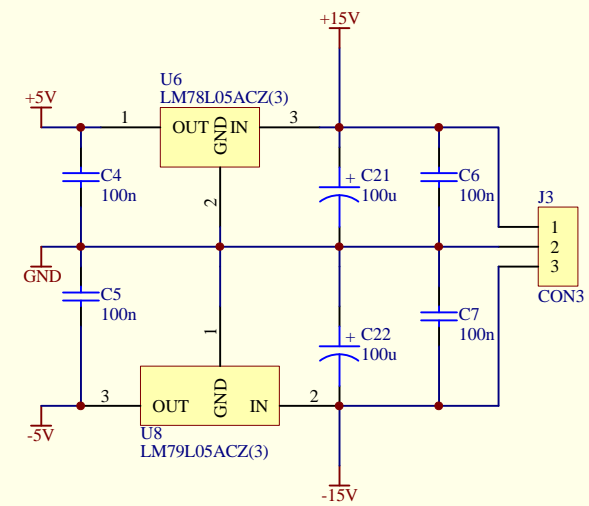 +15V
U6
LM78L05ACZ(3)
+5V
1
OUT
GND
IN
3
C4
100n
2
+
C21
100u
C6
100n
J3
1
2
3
CON3
GND
C5
100n
1
+
C22
100u
C7
100n
3
OUT
GND
IN
2
-5V
U8
LM79L05ACZ(3)
-15V